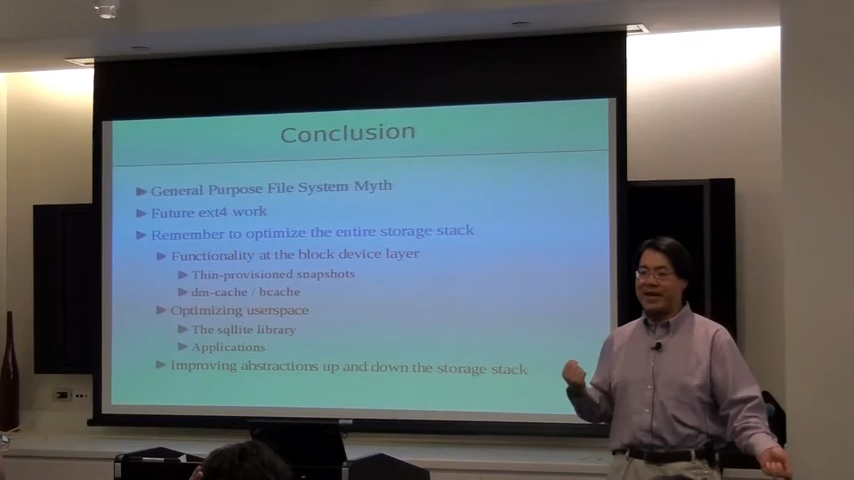 Conclusion
General Purpose File System Myth
Future ext4 work
Remember to optimize the entire storage stack
Functionality at the block device layer
Thin-provisioned snapshots
dm-cache / bcache
Optimizing userspace
The sqllite library
Applications
Improving abstractions up and down the storage stack